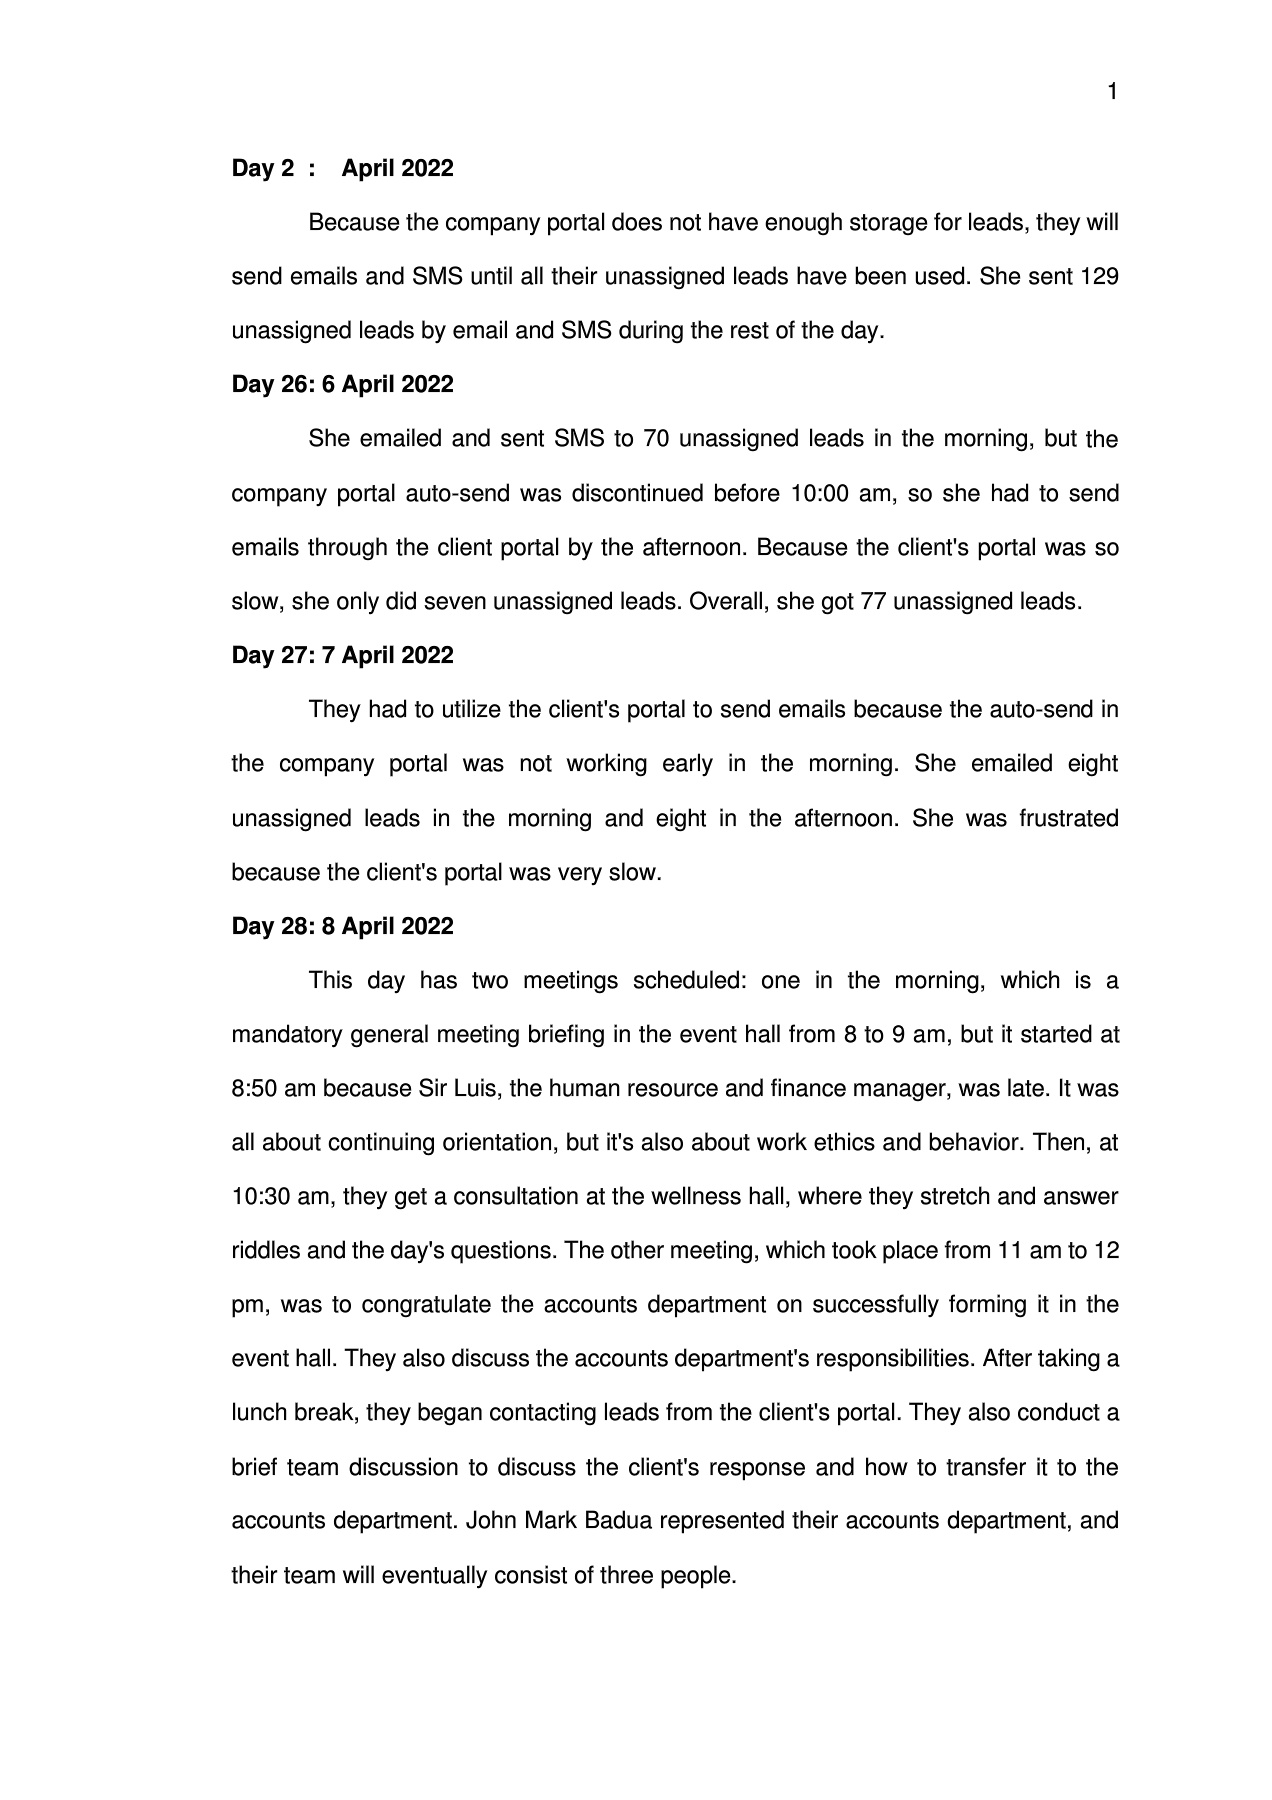 1
Day 2 : April 2022
Because the company portal does not have enough storage for leads, they will
send emails and SMS until all their unassigned leads have been used. She sent 129
unassigned leads by email and SMS during the rest of the day.
Day 26: 6 April 2022
She emailed and sent SMS to 70 unassigned leads in the morning, but the
company portal auto-send was discontinued before 10:00 am, so she had to send
emails through the client portal by the afternoon. Because the client's portal was so
slow, she only did seven unassigned leads. Overall, she got 77 unassigned leads.
Day 27: 7 April 2022
They had to utilize the client's portal to send emails because the auto-send in
the company portal was not working early in the morning. She emailed eight
unassigned leads in the morning and eight in the afternoon. She was frustrated
because the client's portal was very slow.
Day 28: 8 April 2022
This day has two meetings scheduled: one in the morning, which is a
mandatory general meeting briefing in the event hall from 8 to 9 am, but it started at
8:50 am because Sir Luis, the human resource and finance manager, was late. It was
all about continuing orientation, but it's also about work ethics and behavior. Then, at
10:30 am, they get a consultation at the wellness hall, where they stretch and answer
riddles and the day's questions. The other meeting, which took place from 11 am to 12
pm, was to congratulate the accounts department on successfully forming it in the
event hall. They also discuss the accounts department's responsibilities. After taking a
lunch break, they began contacting leads from the client's portal. They also conduct a
brief team discussion to discuss the client's response and how to transfer it to the
accounts department. John Mark Badua represented their accounts department, and
their team will eventually consist of three people.